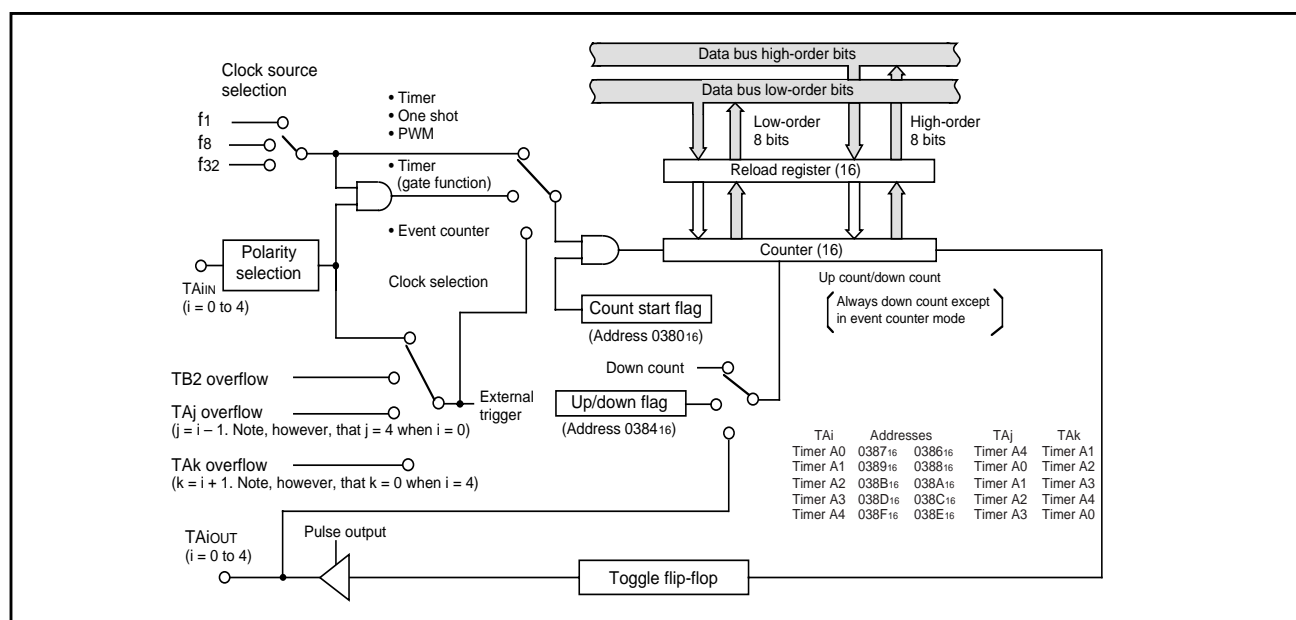 Data bus high-order bits
Data bus low-order bits
Clock source
selection
f1
f8
f32
• Timer
• One shot
• PWM
• Timer
(gate function)
• Event counter
Clock selection
Low-order
8 bits
High-order
8 bits
Reload register (16)
Counter (16)
Polarity
selection
TAiIN
(i = 0 to 4)
Up count/down count
Always down count except
in event counter mode
Count start flag
(Address 038016)
TB2 overflow
TAj overflow
(j = i – 1. Note, however, that j = 4 when i = 0)
TAk overflow
(k = i + 1. Note, however, that k = 0 when i = 4)
External
trigger
Down count
Up/down flag
(Address 038416)
TAi Addresses TAj TAk
Timer A0 038716 038616 Timer A4 Timer A1
Timer A1 038916 038816 Timer A0 Timer A2
Timer A2 038B16 038A16 Timer A1 Timer A3
Timer A3 038D16 038C16 Timer A2 Timer A4
Timer A4 038F16 038E16 Timer A3 Timer A0
TAiOUT
(i = 0 to 4)
Pulse output
Toggle flip-flop